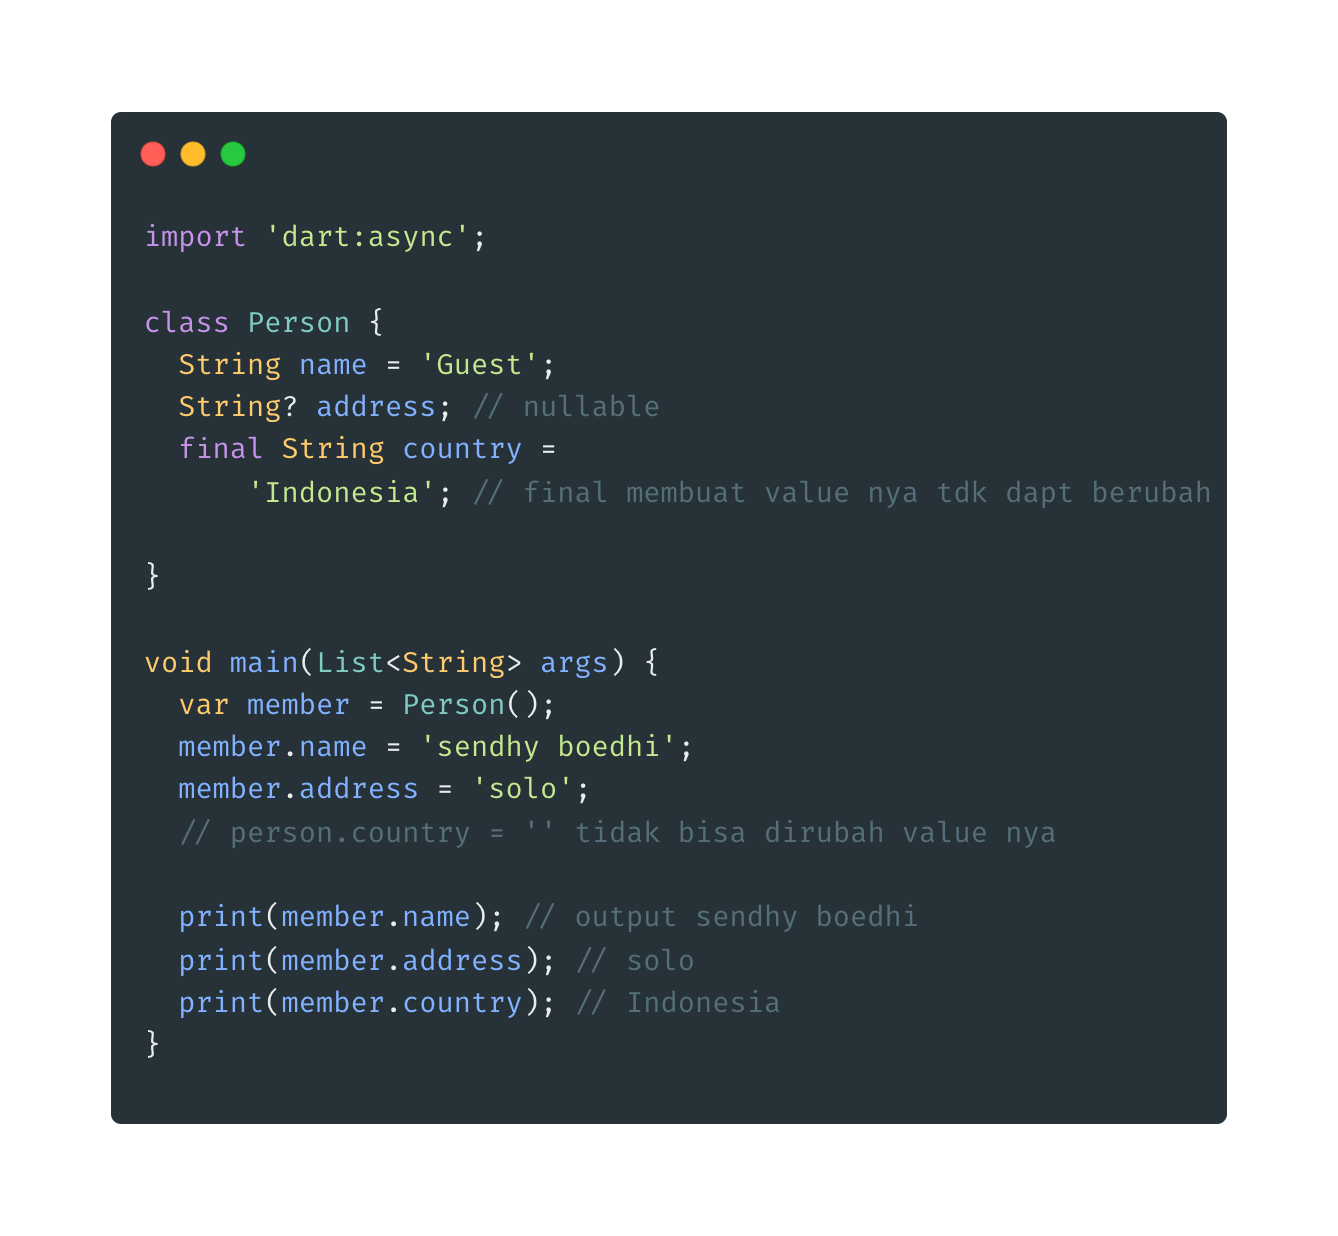 import 'dart:async';
class Person {
String name = 'Guest';
String? address; // nullable
final String country =
'Indonesia'; // final membuat value nya tdk dapt berubah
}
void main(List<String> args) {
var member = Person();
member.name = 'sendhy boedhi';
member.address = 'solo';
// person.country = '' tidak bisa dirubah value nya
print(member.name); // output sendhy boedhi
print(member.address); // solo
print(member.country); // Indonesia
}